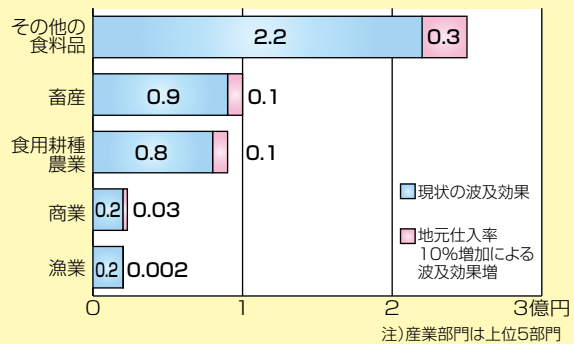 その他の
食料品
2.2
0.3
畜産
0.9
0.1
食用耕種
農業
0.8
0.1
商業
0.2
0.03
漁業
0.2
0.002
現状の波及効果
地元仕入率
10%増加による
波及効果増
0
1
2
3億円
注)産業部門は上位5部門